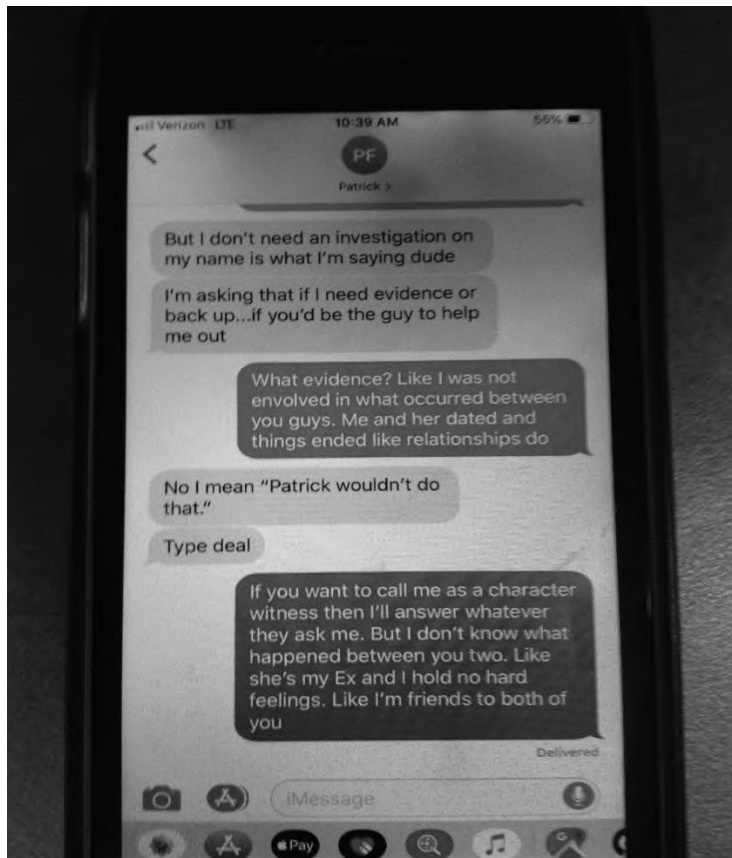 Verizon LTE
10:39 AM
55%
PF
Patrick >
But I don't need an investigation on
my name is what I'm saying dude
I'm asking that if I need evidence or
back up...if you'd be the guy to help
me out
What evidence? Like I was not
envolved in what occurred between
you guys. Me and her dated and
things ended like relationships do
No I mean "Patrick wouldn't do
that."
Type deal
If you want to call me as a character
witness then I'll answer whatever
they ask me. But I don't know what
happened between you two. Like
she's my Ex and I hold no hard
feelings. Like I'm friends to both of
you
Delivered
iMessage
Pay
G